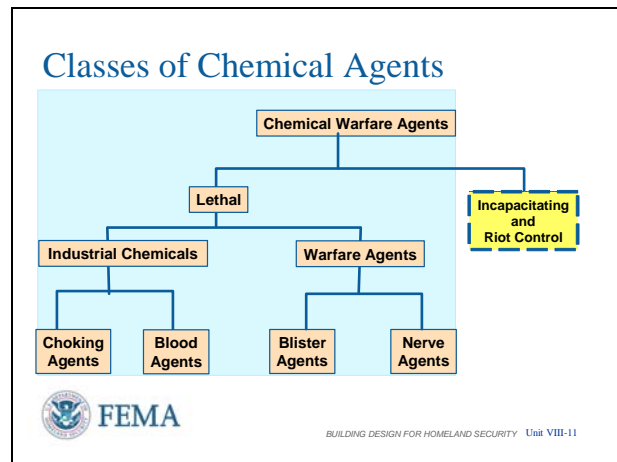 Classes of Chemical Agents
Chemical Warfare Agents
Lethal
Incapacitating
and
Riot Control
Industrial Chemicals
Warfare Agents
Choking
Agents
Blood
Agents
Blister
Agents
Nerve
Agents
FEMA
BUILDING DESIGN FOR HOMELAND SECURITY Unit VIII-11